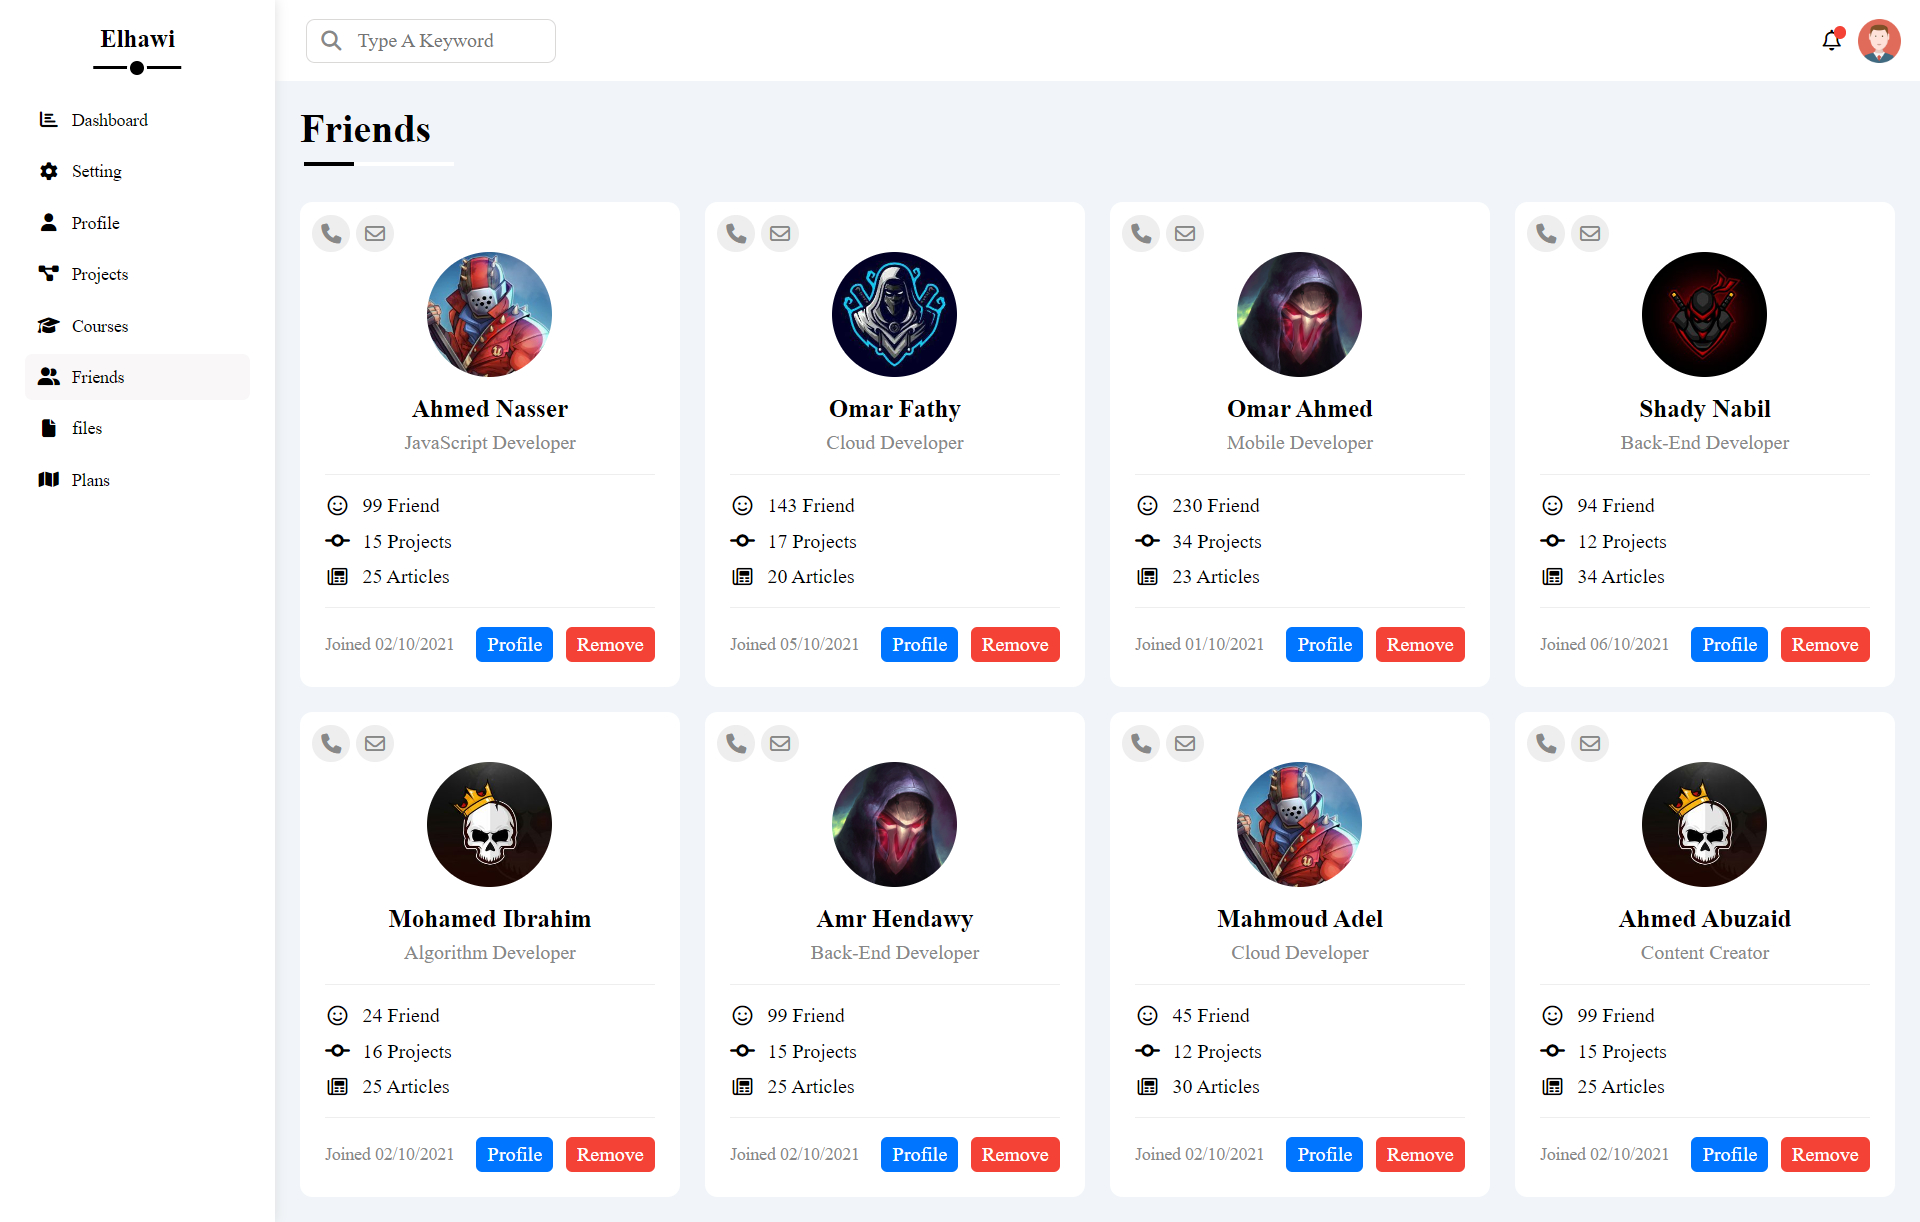 Elhawi
Type A Keyword
Dashboard
Setting
Profile
Projects
Courses
Friends
files
Plans
Friends
Ahmed Nasser
JavaScript Developer
99 Friend
15 Projects
25 Articles
Joined 02/10/2021 Profile Remove
Omar Fathy
Cloud Developer
143 Friend
17 Projects
20 Articles
Joined 05/10/2021 Profile Remove
Omar Ahmed
Mobile Developer
230 Friend
34 Projects
23 Articles
Joined 01/10/2021 Profile Remove
Shady Nabil
Back-End Developer
94 Friend
12 Projects
34 Articles
Joined 06/10/2021 Profile Remove
Mohamed Ibrahim
Algorithm Developer
24 Friend
16 Projects
25 Articles
Joined 02/10/2021 Profile Remove
Amr Hendawy
Back-End Developer
99 Friend
15 Projects
25 Articles
Joined 02/10/2021 Profile Remove
Mahmoud Adel
Cloud Developer
45 Friend
12 Projects
30 Articles
Joined 02/10/2021 Profile Remove
Ahmed Abuzaid
Content Creator
99 Friend
15 Projects
25 Articles
Joined 02/10/2021 Profile Remove